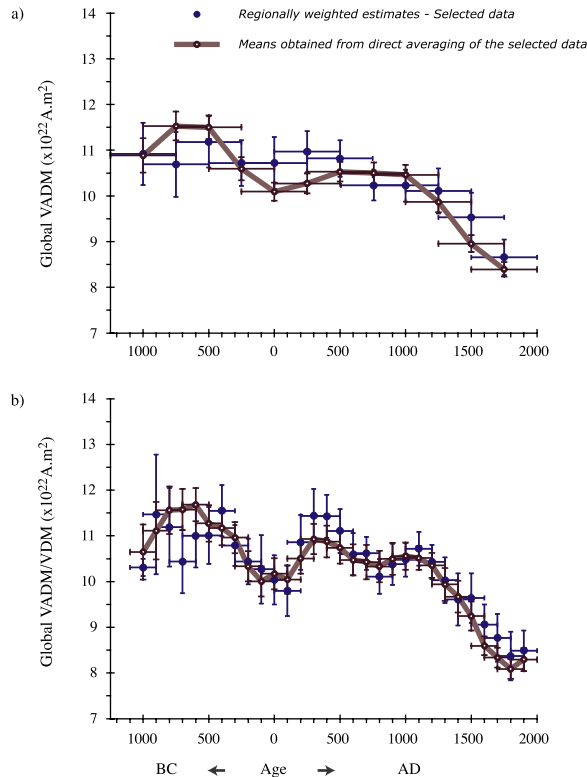 a)
Regionally weighted estimates - Selected data
Means obtained from direct averaging of the selected data
Global VADM (x10²²A.m²)
14
13
12
11
10
9
8
7
1000 500 0 500 1000 1500 2000
b)
Global VADM/VDM (x10²²A.m²)
14
13
12
11
10
9
8
7
1000 500 0 500 1000 1500 2000
BC ← Age → AD